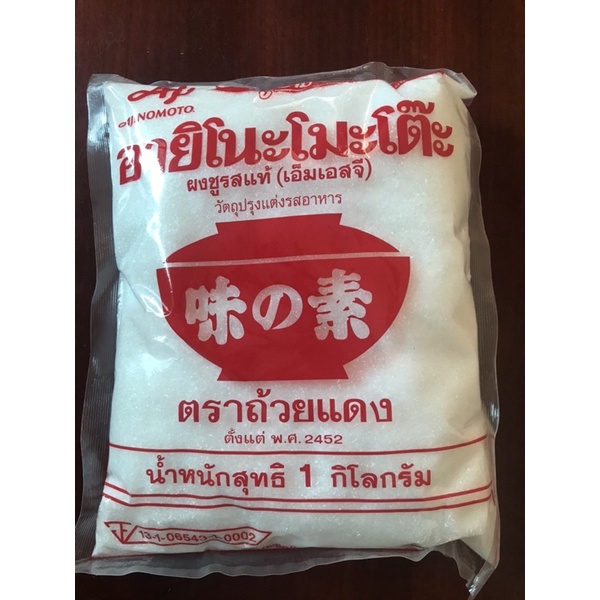 AJINOMOTO
อายิโนะโมะโต๊ะ
ผงชูรสแท้ (เอ็มเอสจี)
วัตถุปรุงแต่งรสอาหาร
味の素
ตราถ้วยแดง
ตั้งแต่ พ.ศ. 2452
น้ำหนักสุทธิ 1 กิโลกรัม